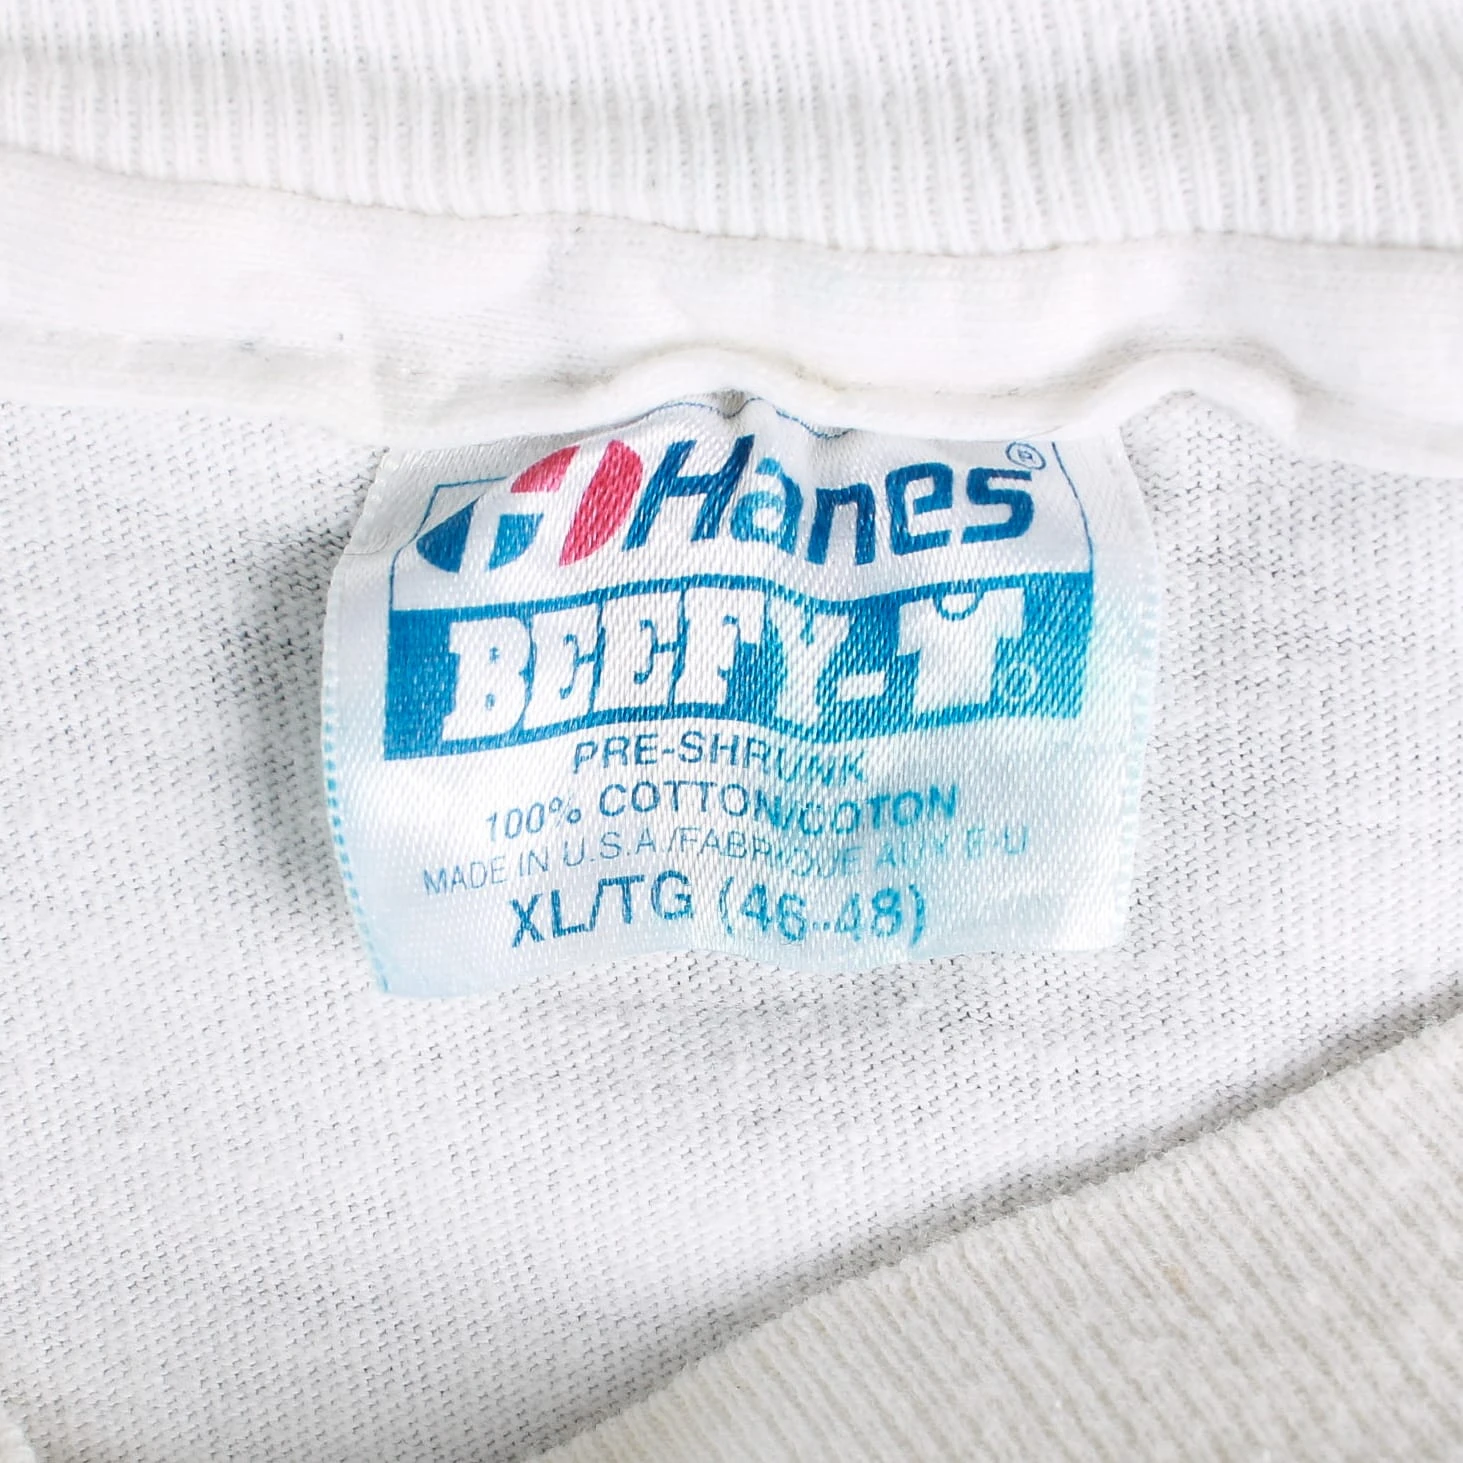 Hanes®
BEEFY-T®
PRE-SHRUNK
100% COTTON/COTON
MADE IN U.S.A./FABRIQUE AUX E-U
XL/TG (46-48)